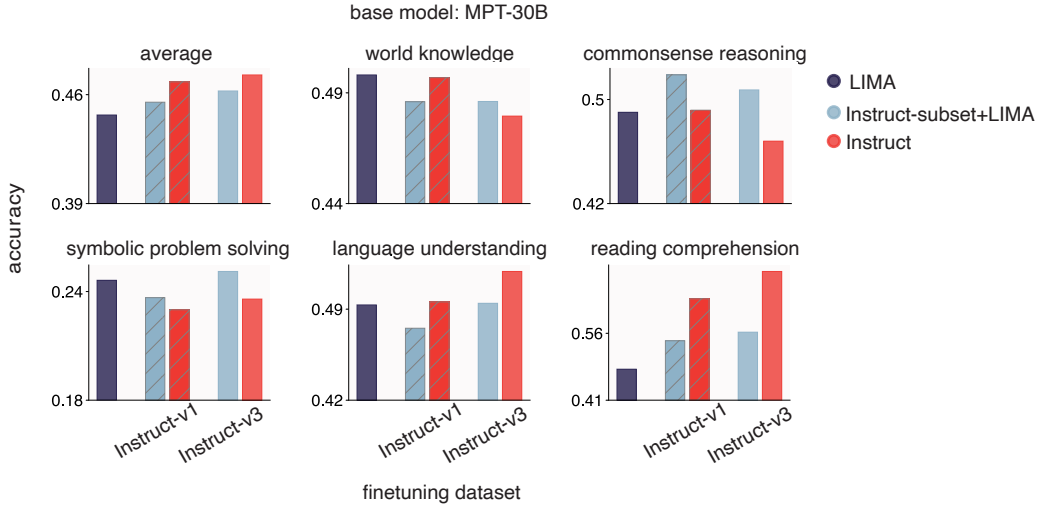 base model: MPT-30B
average
world knowledge
commonsense reasoning
0.46
0.39
0.49
0.44
0.5
0.42
LIMA
Instruct-subset+LIMA
Instruct
accuracy
symbolic problem solving
language understanding
reading comprehension
0.24
0.18
0.49
0.42
0.56
0.41
Instruct-v1
Instruct-v3
Instruct-v1
Instruct-v3
Instruct-v1
Instruct-v3
finetuning dataset